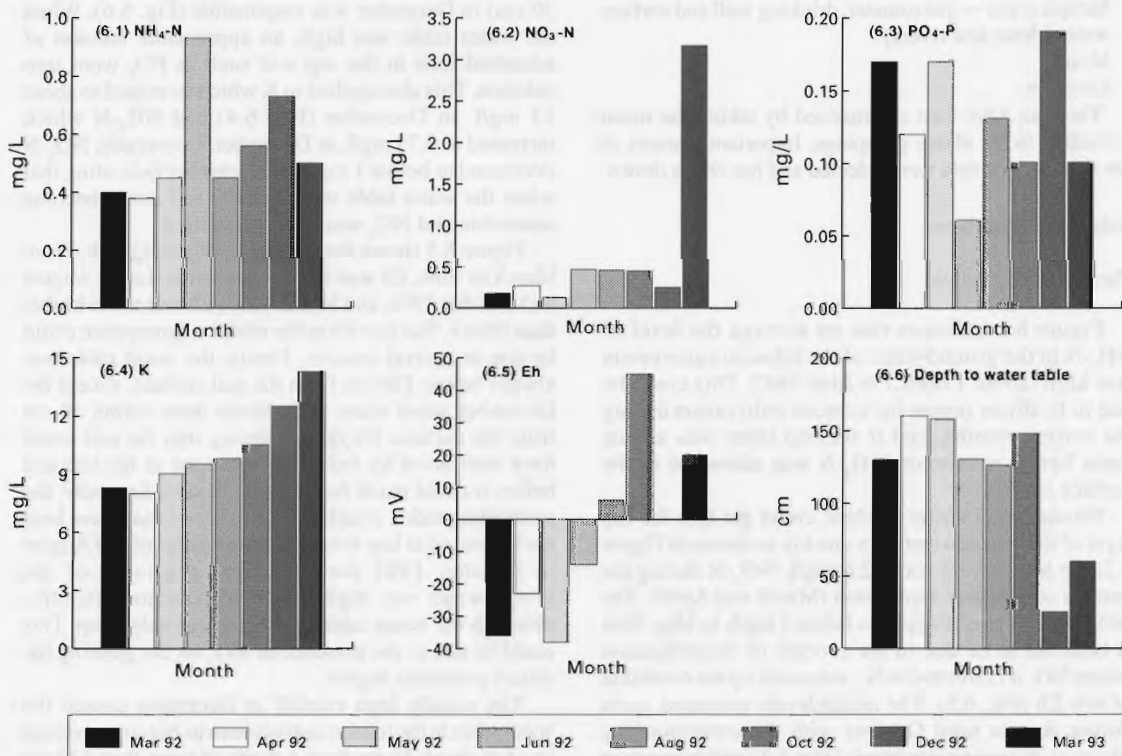 (6.1) NH4-N
mg/L
1.0
0.8
0.6
0.4
0.2
0.0
Month
(6.2) NO3-N
mg/L
3.5
3.0
2.5
2.0
1.5
1.0
0.5
0.0
Month
(6.3) PO4-P
mg/L
0.20
0.15
0.10
0.05
0.00
Month
(6.4) K
mg/L
15
12
9
6
3
0
Month
(6.5) Eh
mV
50
40
30
20
10
0
-10
-20
-30
-40
Month
(6.6) Depth to water table
cm
200
150
100
50
0
Month
Mar 92 Apr 92 May 92 Jun 92 Aug 92 Oct 92 Dec 92 Mar 93